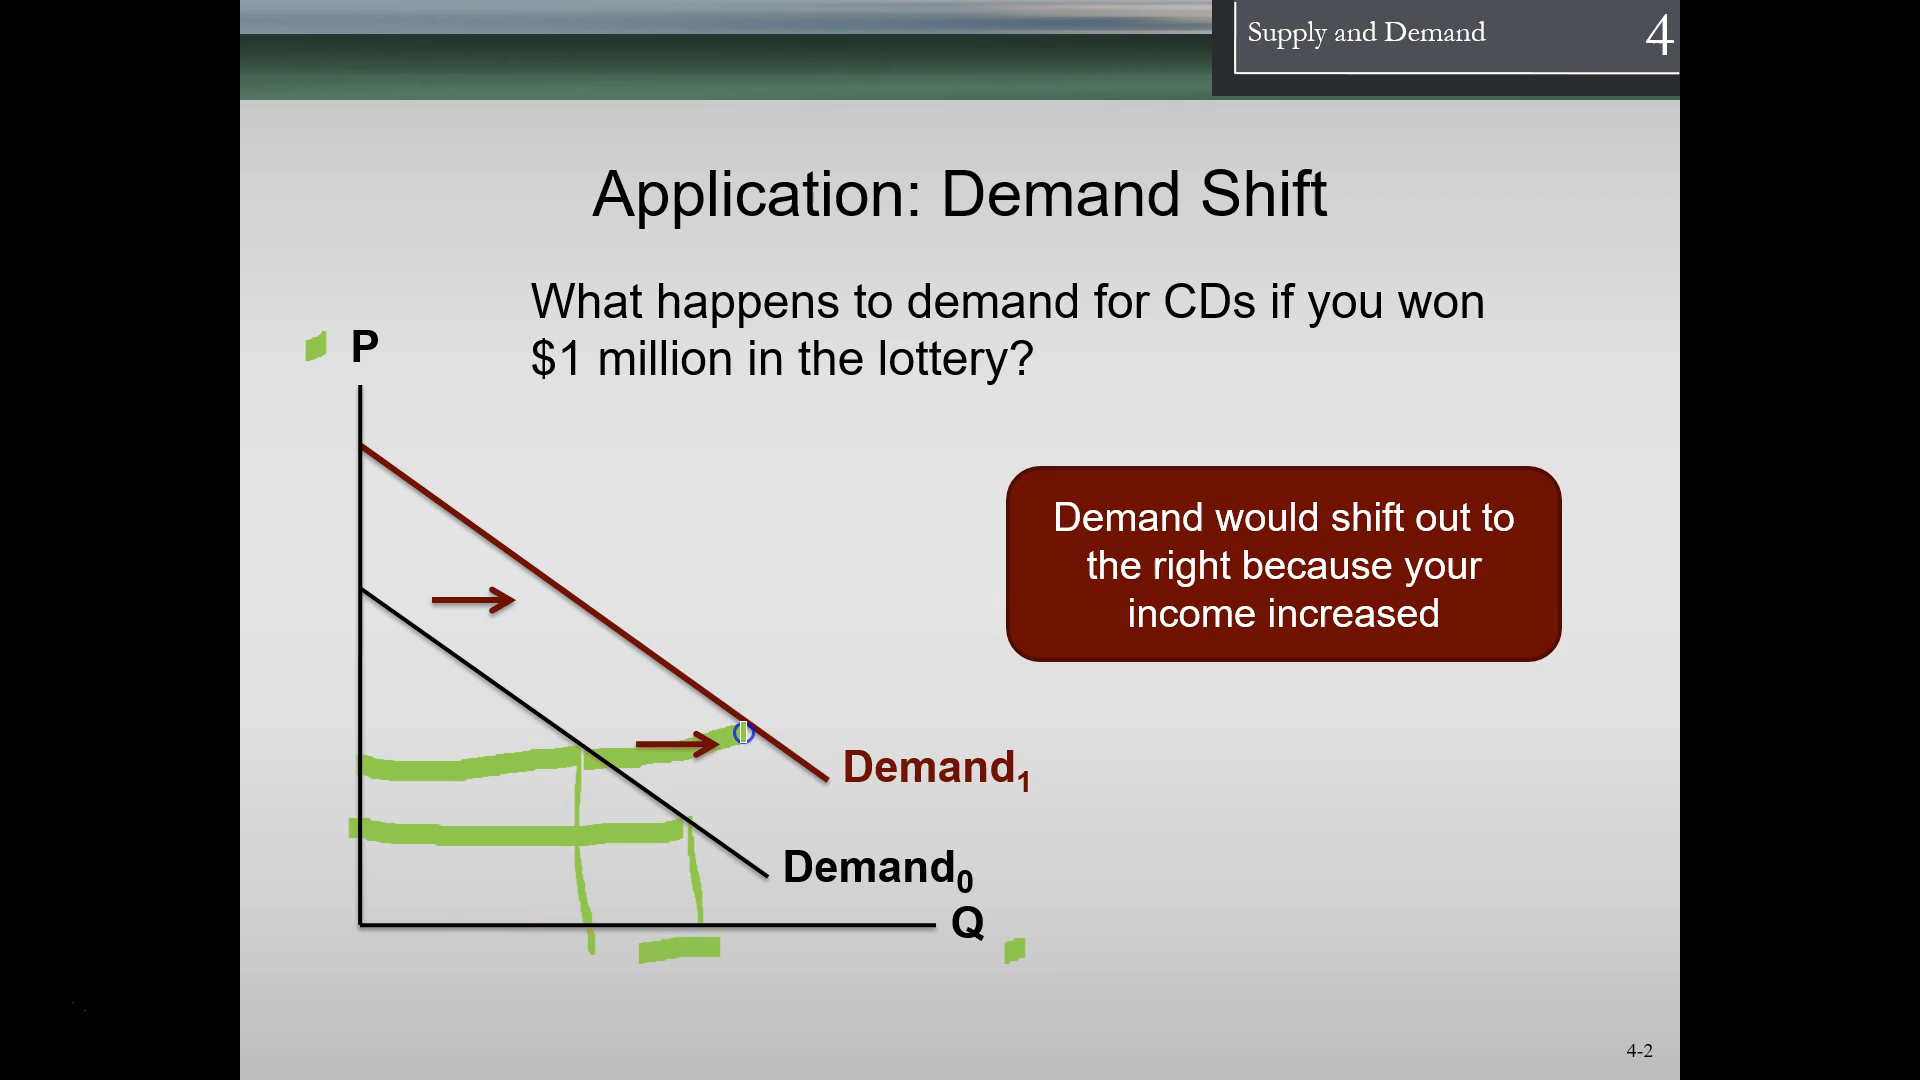 Supply and Demand 4
Application: Demand Shift
What happens to demand for CDs if you won
$1 million in the lottery?
P
Demand would shift out to
the right because your
income increased
Demand₁
Demand₀
Q
4-2